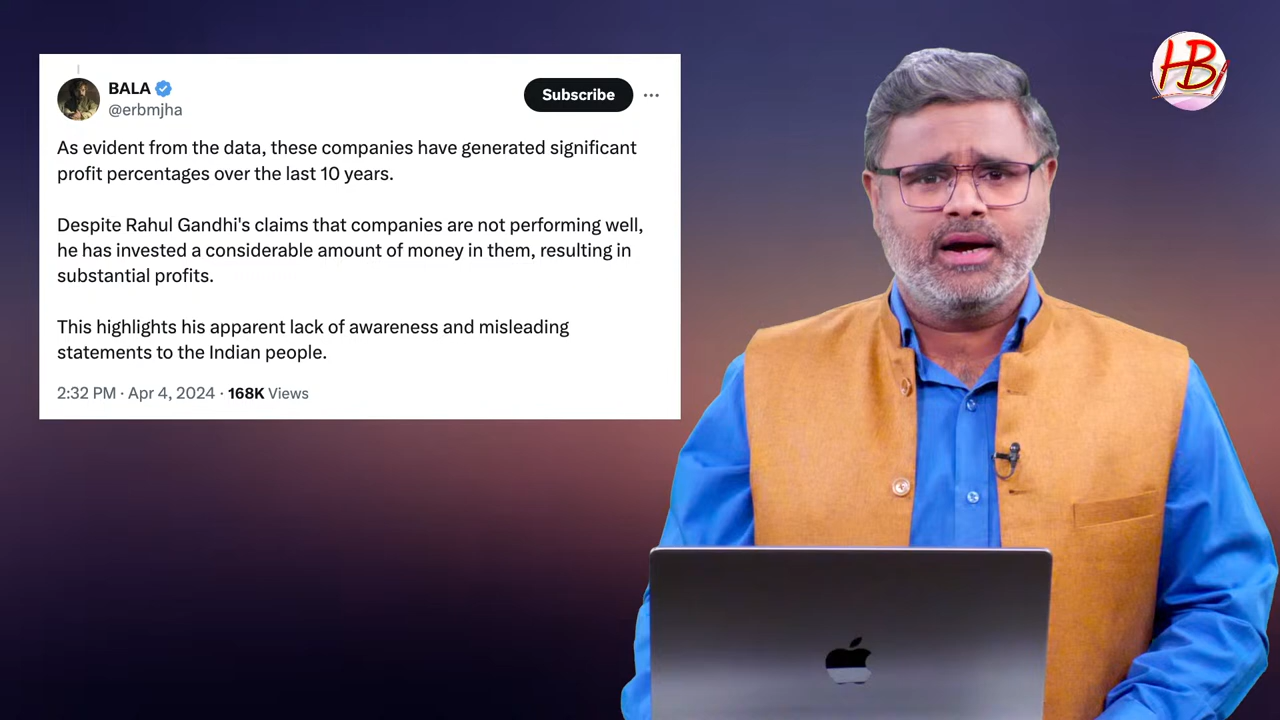 BALA
@erbmjha
Subscribe
As evident from the data, these companies have generated significant
profit percentages over the last 10 years.
Despite Rahul Gandhi's claims that companies are not performing well,
he has invested a considerable amount of money in them, resulting in
substantial profits.
This highlights his apparent lack of awareness and misleading
statements to the Indian people.
2:32 PM · Apr 4, 2024 · 168K Views
HBI